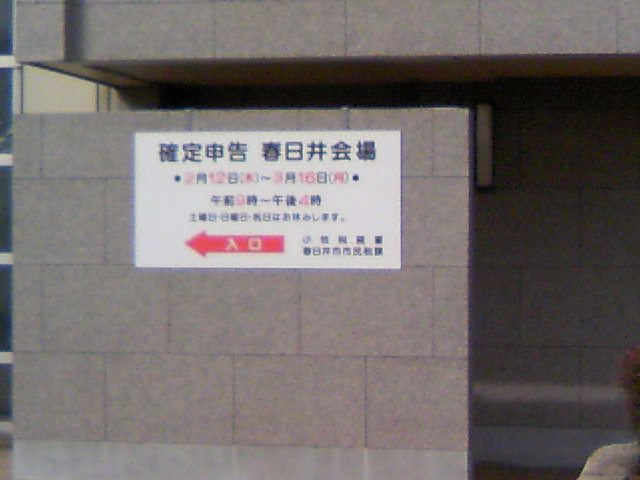 確定申告 春日井会場
●2月12日(木)～3月16日(月)●
午前9時～午後4時
土曜日・日曜日・祝日はお休みします。
入口
小牧税務署
春日井市市民税課